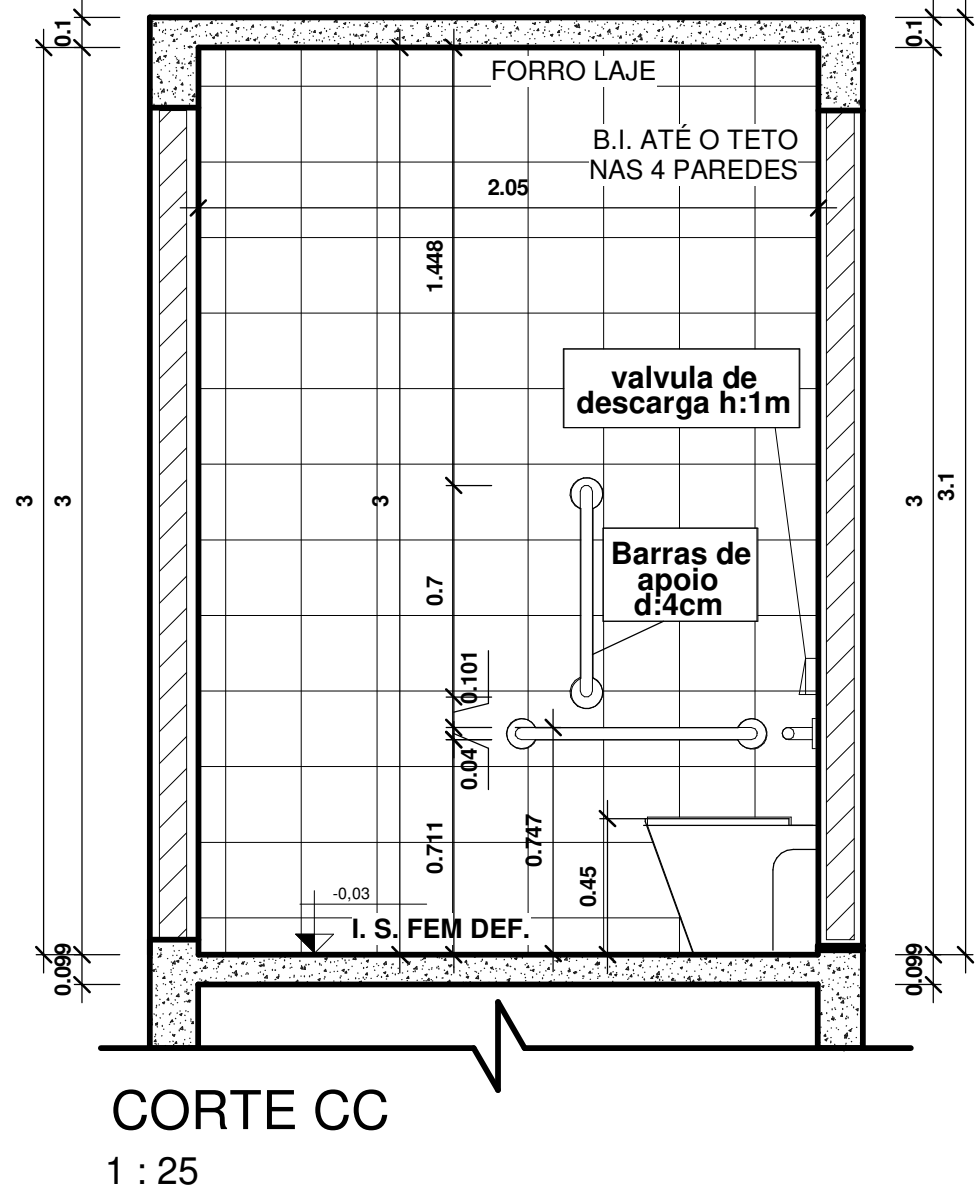 0.1
0.1
FORRO LAJE
B.I. ATÉ O TETO
NAS 4 PAREDES
2.05
1.448
valvula de
descarga h:1m
3
3
3
3
3.1
Barras de
apoio
d:4cm
0.7
0.101
0.04
0.711
0.747
0.45
-0,03
I. S. FEM DEF.
0.099
0.099
CORTE CC
1 : 25